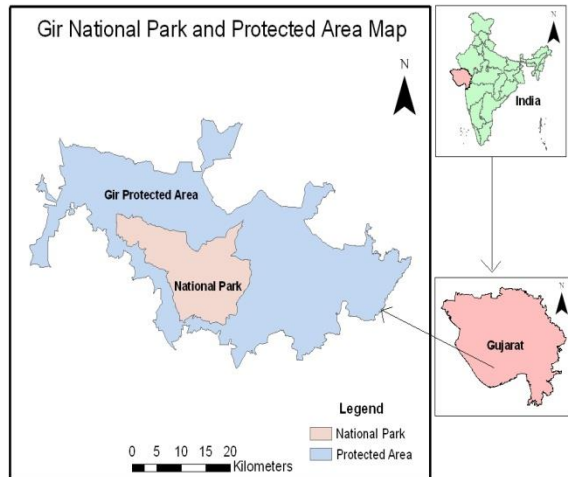 Gir National Park and Protected Area Map
N
Gir Protected Area
National Park
Legend
National Park
Protected Area
0 5 10 15 20
Kilometers
N
India
N
Gujarat